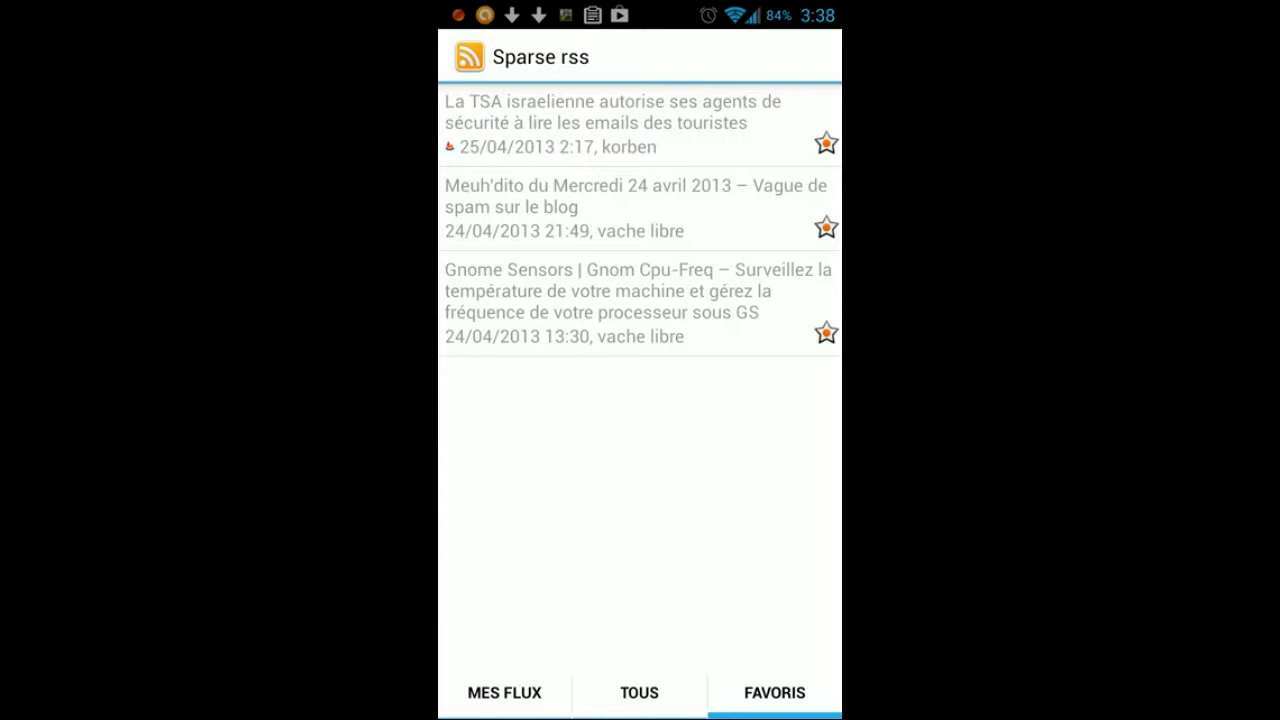 84% 3:38
Sparse rss
La TSA israelienne autorise ses agents de
sécurité à lire les emails des touristes
25/04/2013 2:17, korben
Meuh'dito du Mercredi 24 avril 2013 – Vague de
spam sur le blog
24/04/2013 21:49, vache libre
Gnome Sensors | Gnom Cpu-Freq – Surveillez la
température de votre machine et gérez la
fréquence de votre processeur sous GS
24/04/2013 13:30, vache libre
MES FLUX TOUS FAVORIS